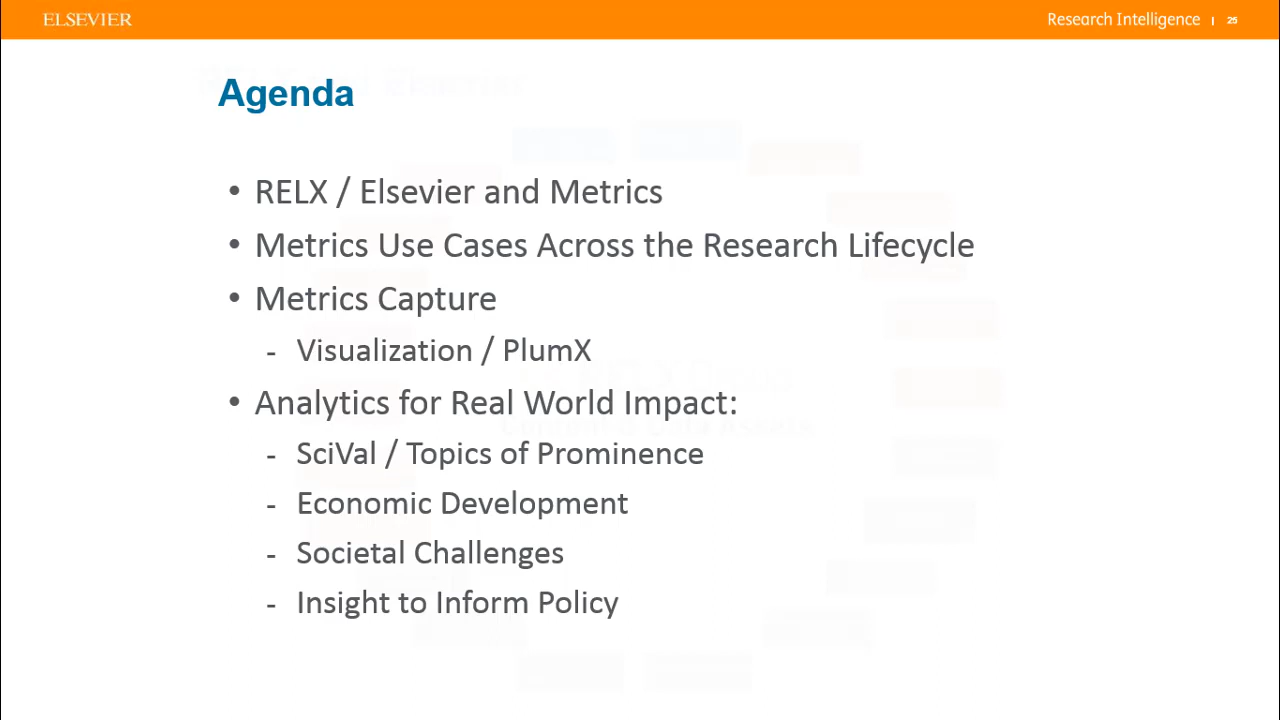 ELSEVIER
Research Intelligence | 25
Agenda
• RELX / Elsevier and Metrics
• Metrics Use Cases Across the Research Lifecycle
• Metrics Capture
- Visualization / PlumX
• Analytics for Real World Impact:
- SciVal / Topics of Prominence
- Economic Development
- Societal Challenges
- Insight to Inform Policy